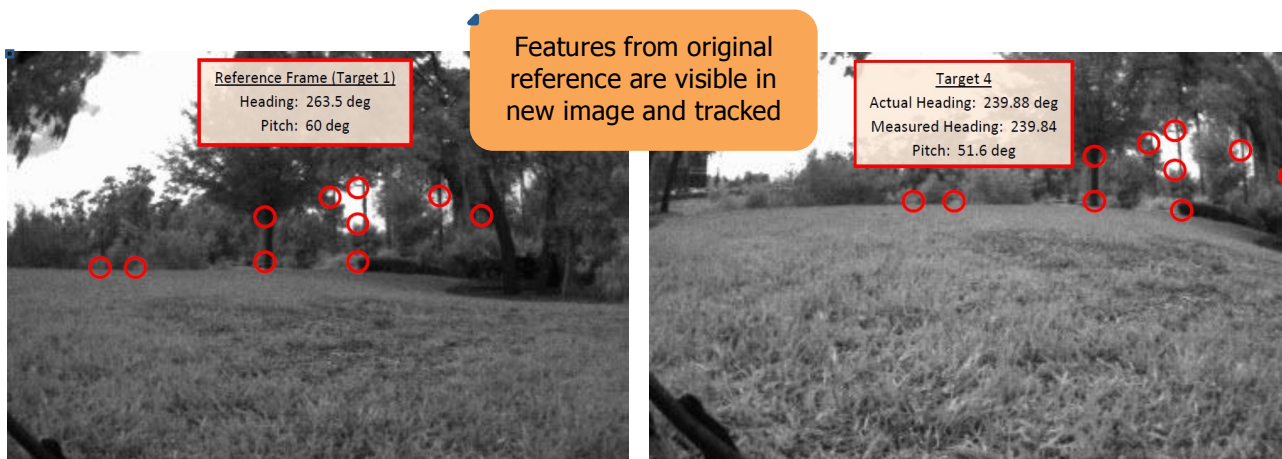 Features from original
reference are visible in
new image and tracked
Reference Frame (Target 1)
Heading: 263.5 deg
Pitch: 60 deg
Target 4
Actual Heading: 239.88 deg
Measured Heading: 239.84
Pitch: 51.6 deg